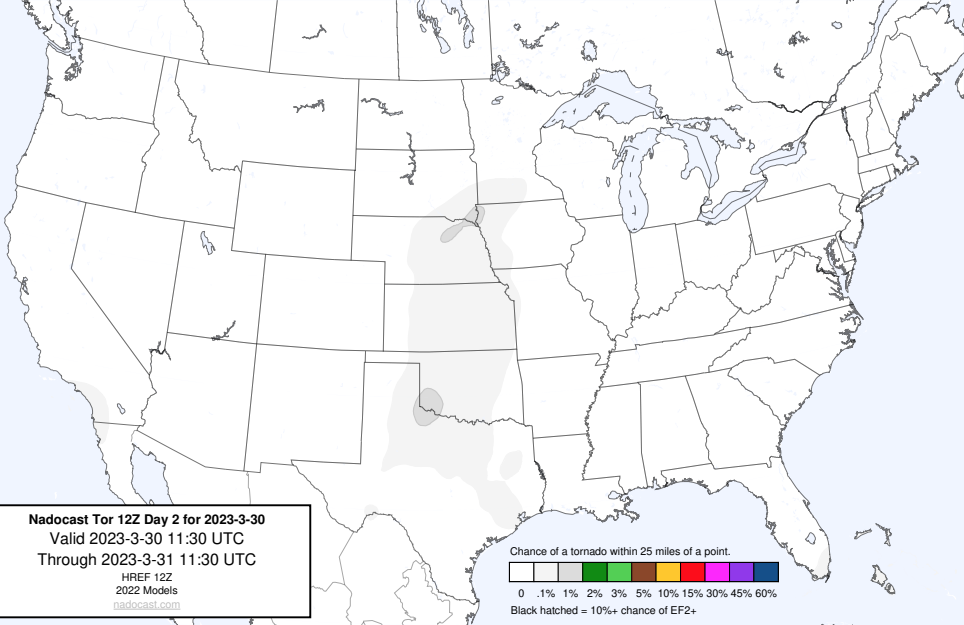 Nadocast Tor 12Z Day 2 for 2023-3-30
Valid 2023-3-30 11:30 UTC
Through 2023-3-31 11:30 UTC
HREF 12Z
2022 Models
nadocast.com
Chance of a tornado within 25 miles of a point.
0 .1% 1% 2% 3% 5% 10% 15% 30% 45% 60%
Black hatched = 10%+ chance of EF2+